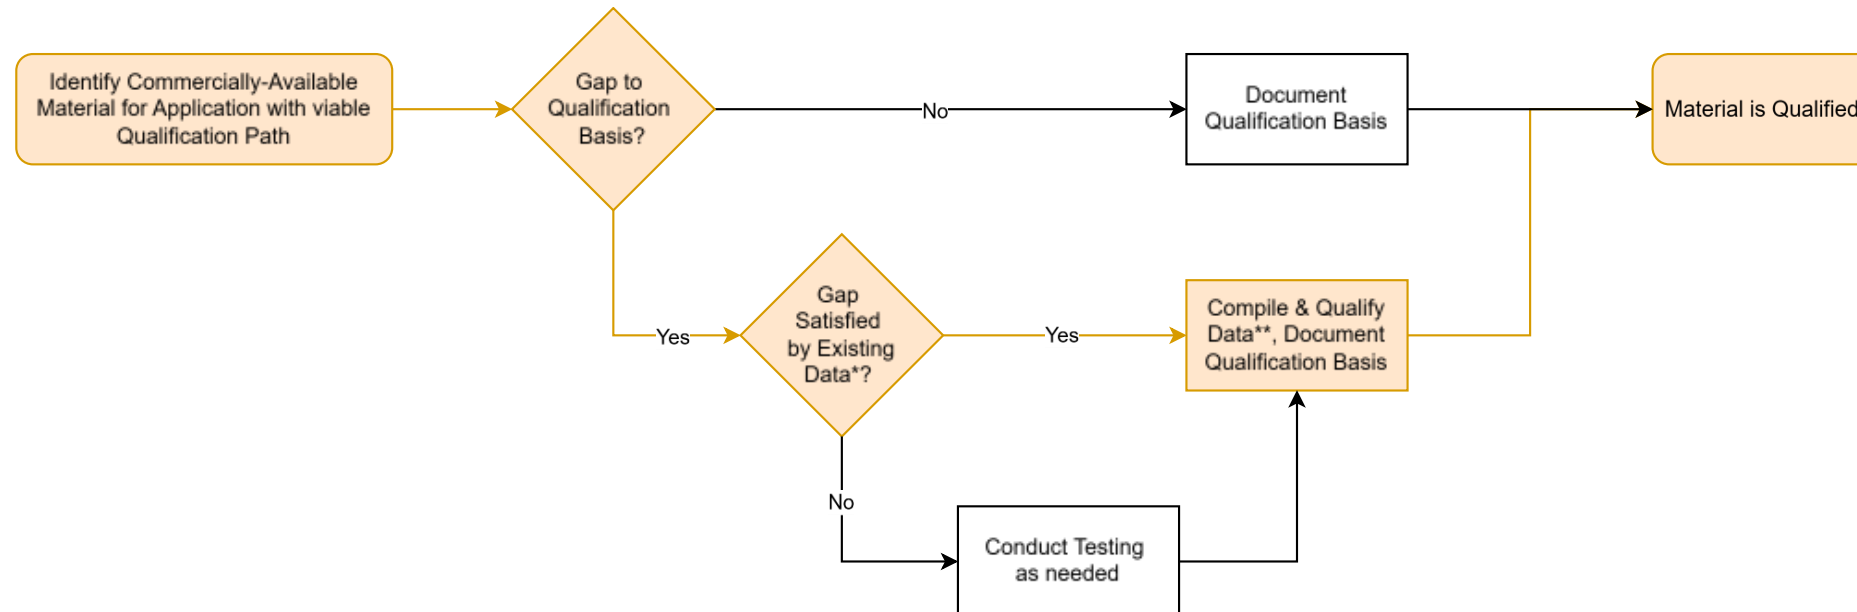 Identify Commercially-Available
Material for Application with viable
Qualification Path
Gap to
Qualification
Basis?
No
Document
Qualification Basis
Material is Qualified
Yes
Gap
Satisfied
by Existing
Data*?
Yes
Compile & Qualify
Data**, Document
Qualification Basis
No
Conduct Testing
as needed